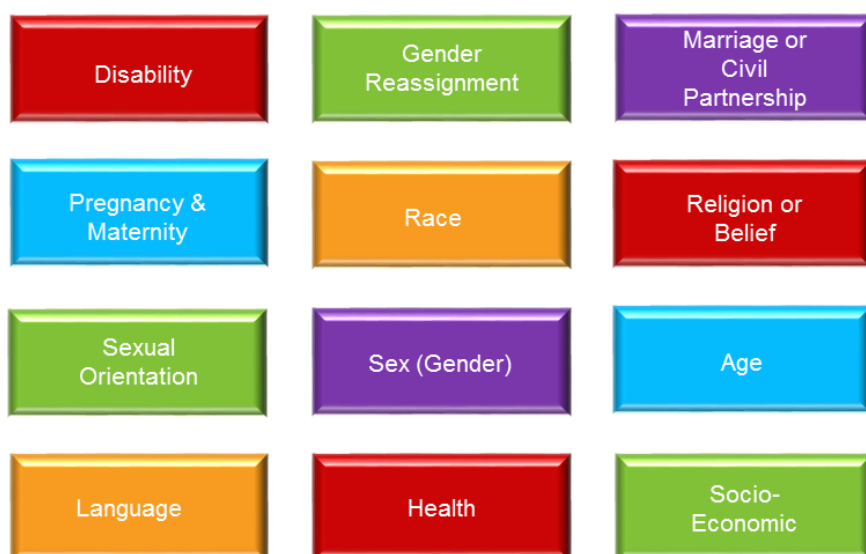 Disability
Gender
Reassignment
Marriage or
Civil
Partnership
Pregnancy &
Maternity
Race
Religion or
Belief
Sexual
Orientation
Sex (Gender)
Age
Language
Health
Socio-
Economic